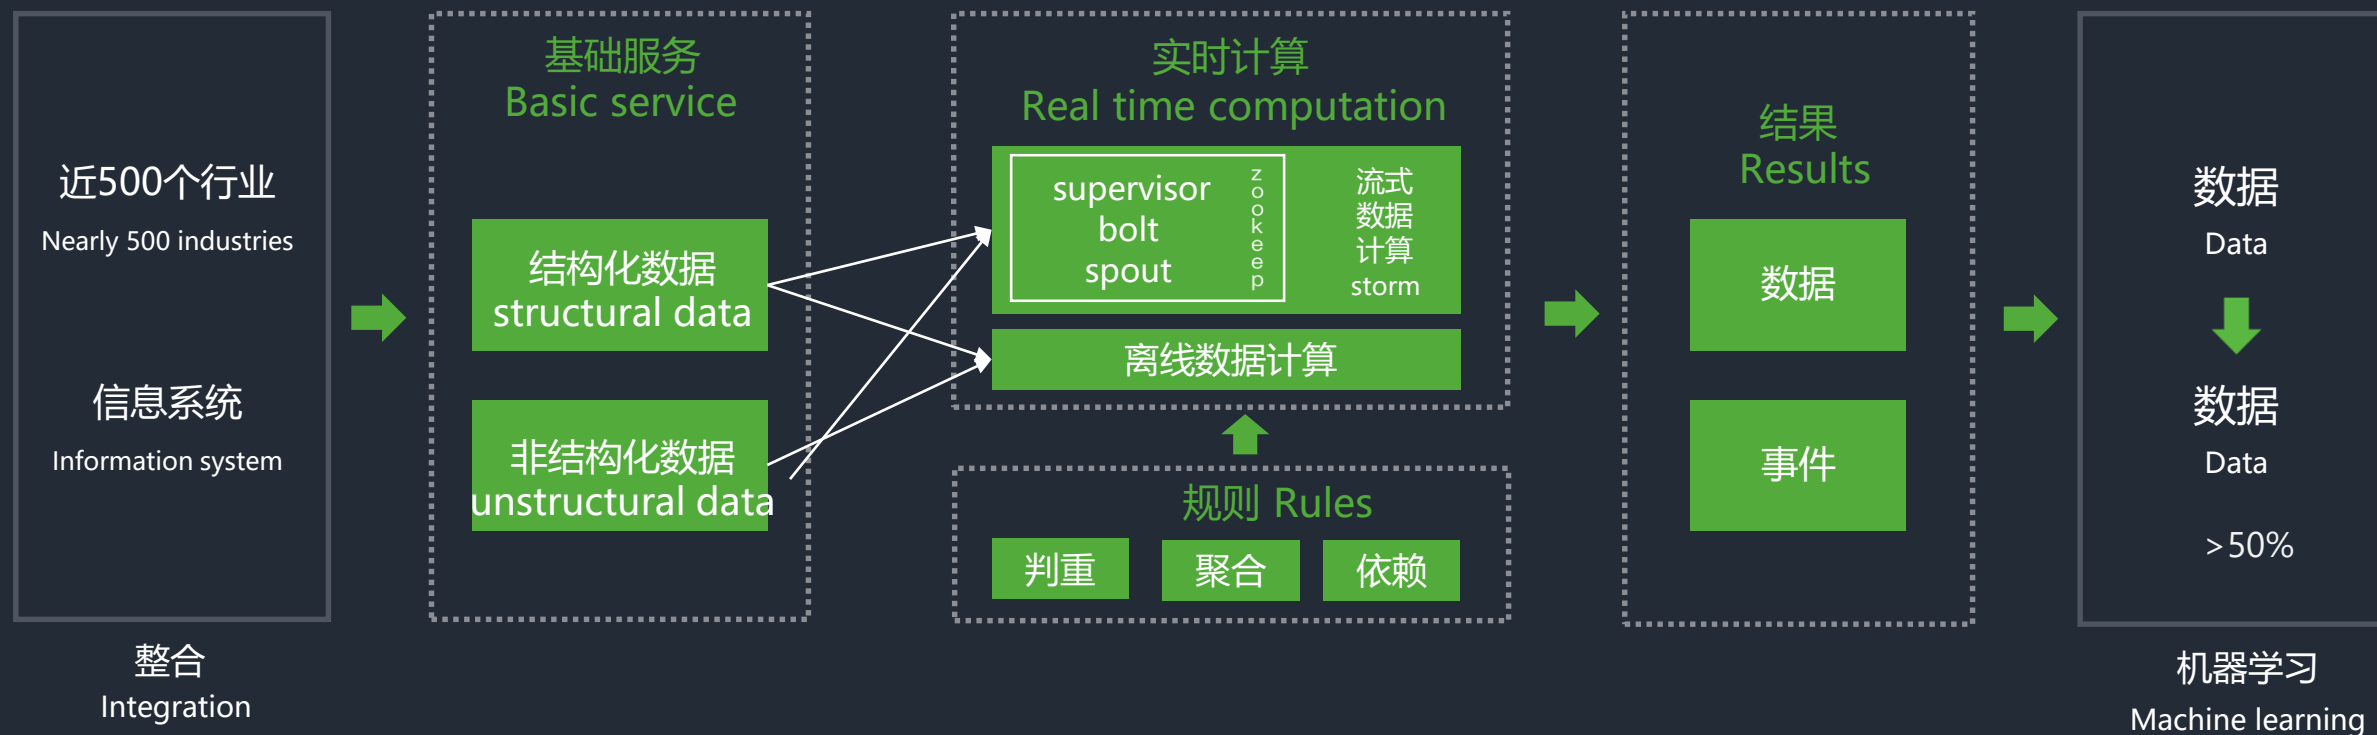 近500个行业
Nearly 500 industries
信息系统
Information system
整合
Integration
基础服务
Basic service
结构化数据
structural data
非结构化数据
unstructural data
实时计算
Real time computation
supervisor
bolt
spout
zookeep
流式
数据
计算
storm
离线数据计算
规则 Rules
判重
聚合
依赖
结果
Results
数据
事件
数据
Data
数据
Data
>50%
机器学习
Machine learning